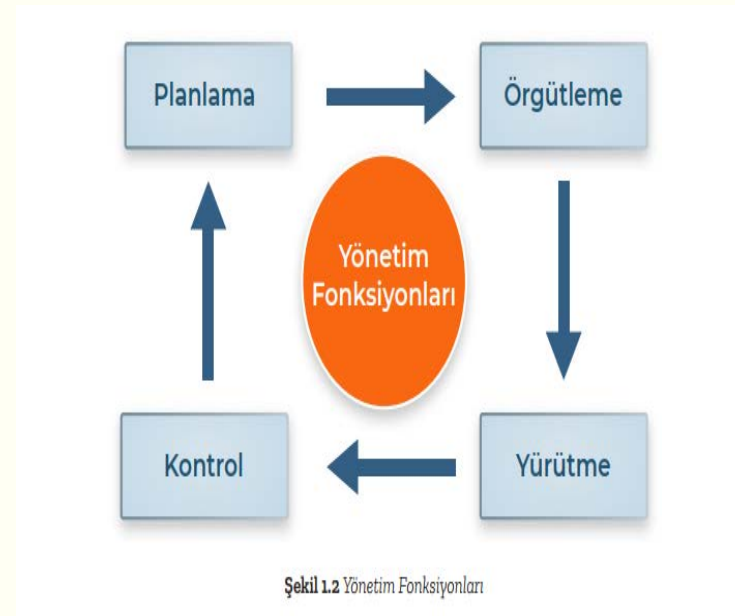 Planlama
Örgütleme
Yönetim
Fonksiyonları
Kontrol
Yürütme
Şekil 1.2 Yönetim Fonksiyonları